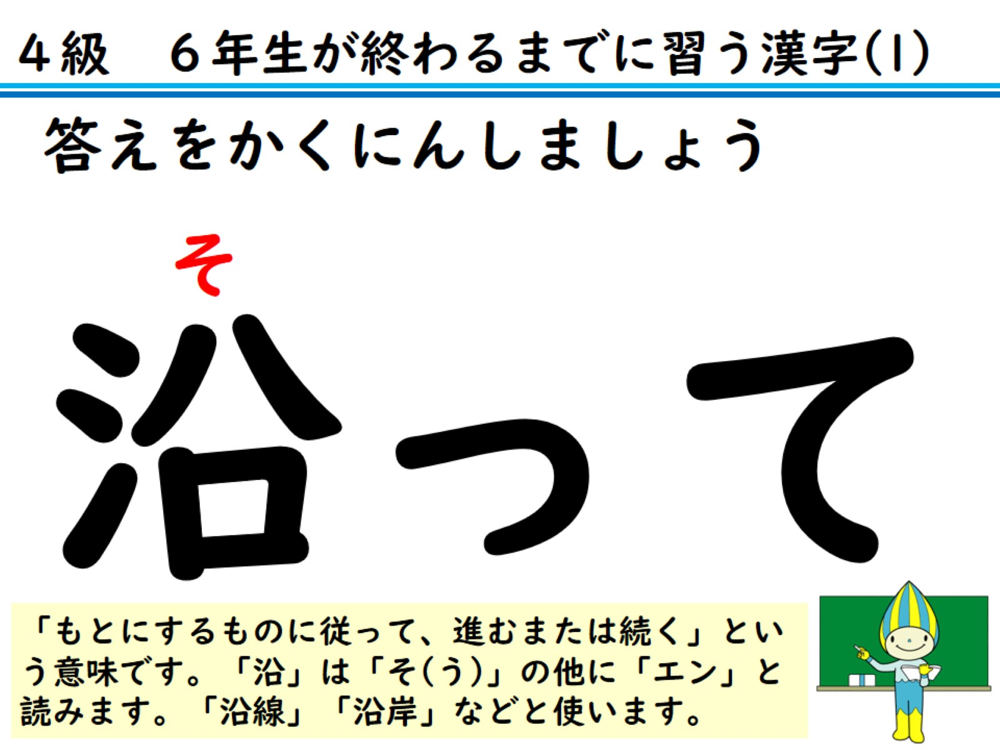 ４級　６年生が終わるまでに習う漢字(1)
答えをかくにんしましょう
そ
沿って
「もとにするものに従って、進むまたは続く」とい
う意味です。「沿」は「そ(う)」の他に「エン」と
読みます。「沿線」「沿岸」などと使います。